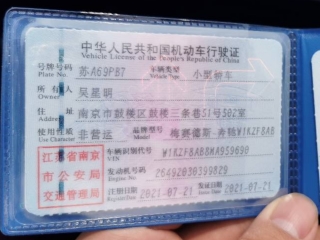 中华人民共和国机动车行驶证
Vehicle License of the People's Republic of China
号牌号码 苏A69PB7 车辆类型 小型轿车
Plate No. Vehicle Type
所有人 吴
Owner
住址 南京市鼓楼区鼓楼三条巷51号502室
Address
使用性质 非营运 品牌型号 梅赛德斯-奔驰W1KZF8AB
Use Character Model
江苏省南京市公安局交通管理局
车辆识别代号 W1KZF8AB8MA959690
VIN
发动机号码 26492030399829
Engine No.
注册日期 2021-07-21 发证日期 2021-07-21
Register Date Issue Date